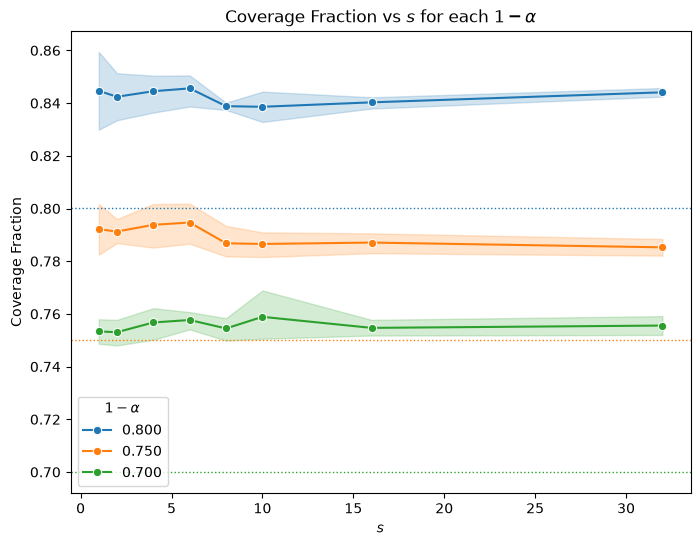 Coverage Fraction vs s for each 1 − α
0.86
0.84
0.82
0.80
0.78
0.76
0.74
0.72
0.70
Coverage Fraction
1 − α
0.800
0.750
0.700
0 5 10 15 20 25 30
s